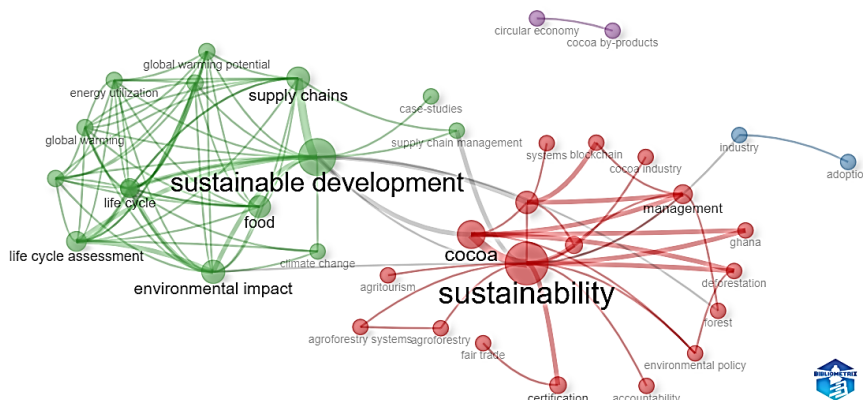 circular economy
cocoa by-products
global warming potential
energy utilization
supply chains
case-studies
global warming
supply chain management
industry
systems
blockchain
cocoa industry
adoptio
sustainable development
life cycle
management
food
ghana
life cycle assessment
cocoa
climate change
deforestation
environmental impact
agritourism
sustainability
forest
agroforestry systems
agroforestry
fair trade
environmental policy
certification
accountability
BIBLIOMETRIX